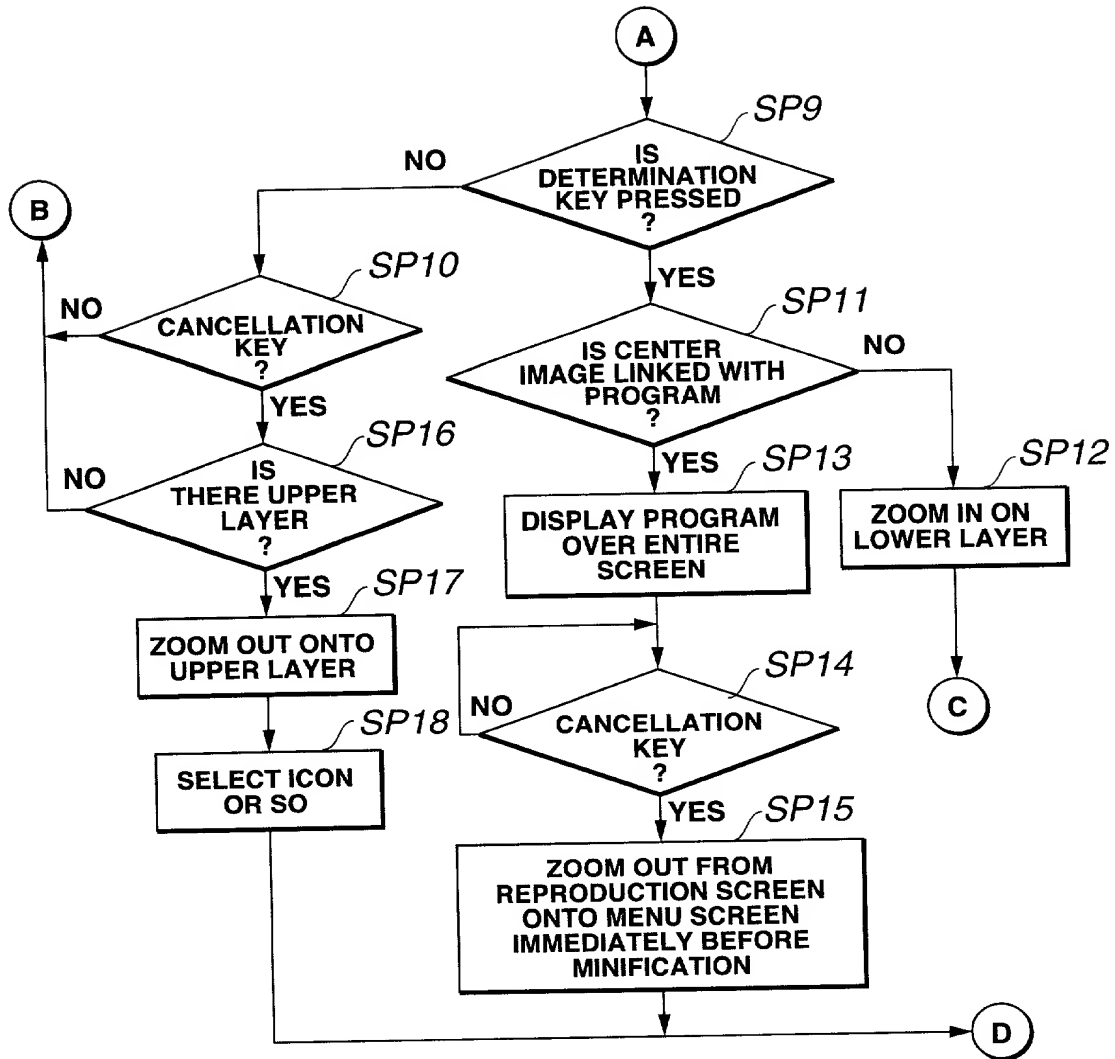 A
SP9
NO
IS
DETERMINATION
KEY PRESSED
?
B
YES
SP10
NO
CANCELLATION
KEY
?
SP11
IS CENTER
IMAGE LINKED WITH
PROGRAM
?
NO
YES
SP16
NO
IS
THERE UPPER
LAYER
?
YES
SP13
DISPLAY PROGRAM
OVER ENTIRE
SCREEN
SP12
ZOOM IN ON
LOWER LAYER
YES
SP17
ZOOM OUT ONTO
UPPER LAYER
SP14
NO
CANCELLATION
KEY
?
C
SP18
SELECT ICON
OR SO
YES
SP15
ZOOM OUT FROM
REPRODUCTION SCREEN
ONTO MENU SCREEN
IMMEDIATELY BEFORE
MINIFICATION
D